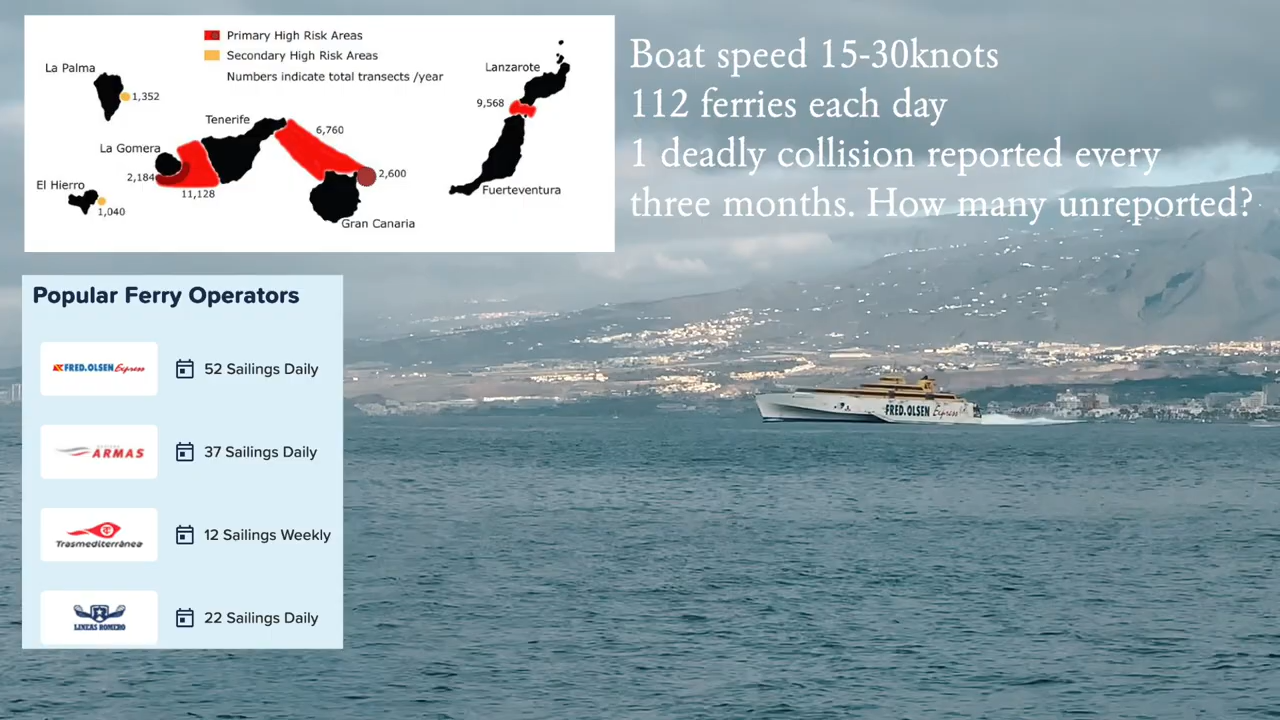 Primary High Risk Areas
Secondary High Risk Areas
Numbers indicate total transects /year
La Palma
1,352
Tenerife
6,760
La Gomera
2,184
11,128
2,600
El Hierro
1,040
Gran Canaria
Lanzarote
9,568
Fuerteventura
Boat speed 15-30knots
112 ferries each day
1 deadly collision reported every
three months. How many unreported?
Popular Ferry Operators
FRED.OLSEN Express
52 Sailings Daily
ARMAS
37 Sailings Daily
Trasmediterránea
12 Sailings Weekly
LINEAS ROMERO
22 Sailings Daily
FRED.OLSEN Express